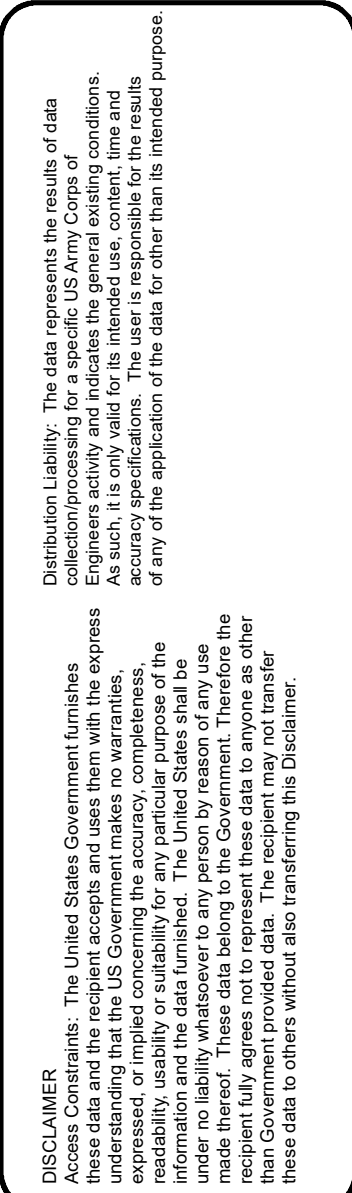 DISCLAIMER
Access Constraints:  The United States Government furnishes
these data and the recipient accepts and uses them with the express
understanding that the US Government makes no warranties,
expressed, or implied concerning the accuracy, completeness,
readability, usability or suitability for any particular purpose of the
information and the data furnished.  The United States shall be
under no liability whatsoever to any person by reason of any use
made thereof.  These data belong to the Government. Therefore the
recipient fully agrees not to represent these data to anyone as other
than Government provided data.  The recipient may not transfer
these data to others without also transferring this Disclaimer.
Distribution Liability:  The data represents the results of data
collection/processing for a specific US Army Corps of
Engineers activity and indicates the general existing conditions.
As such, it is only valid for its intended use, content, time and
accuracy specifications.  The user is responsible for the results
of any of the application of the data for other than its intended purpose.